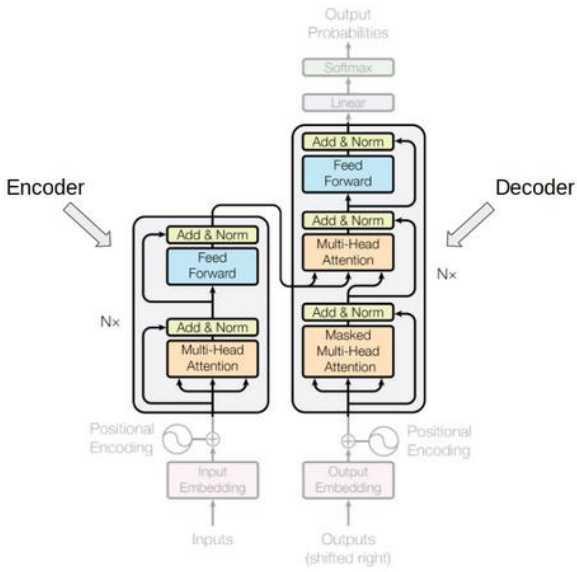 Output
Probabilities
Softmax
Linear
Add & Norm
Feed
Forward
Add & Norm
Multi-Head
Attention
Add & Norm
Masked
Multi-Head
Attention
Nx
Decoder
Encoder
Add & Norm
Feed
Forward
Add & Norm
Multi-Head
Attention
Nx
Positional
Encoding
Input
Embedding
Inputs
Positional
Encoding
Output
Embedding
Outputs
(shifted right)